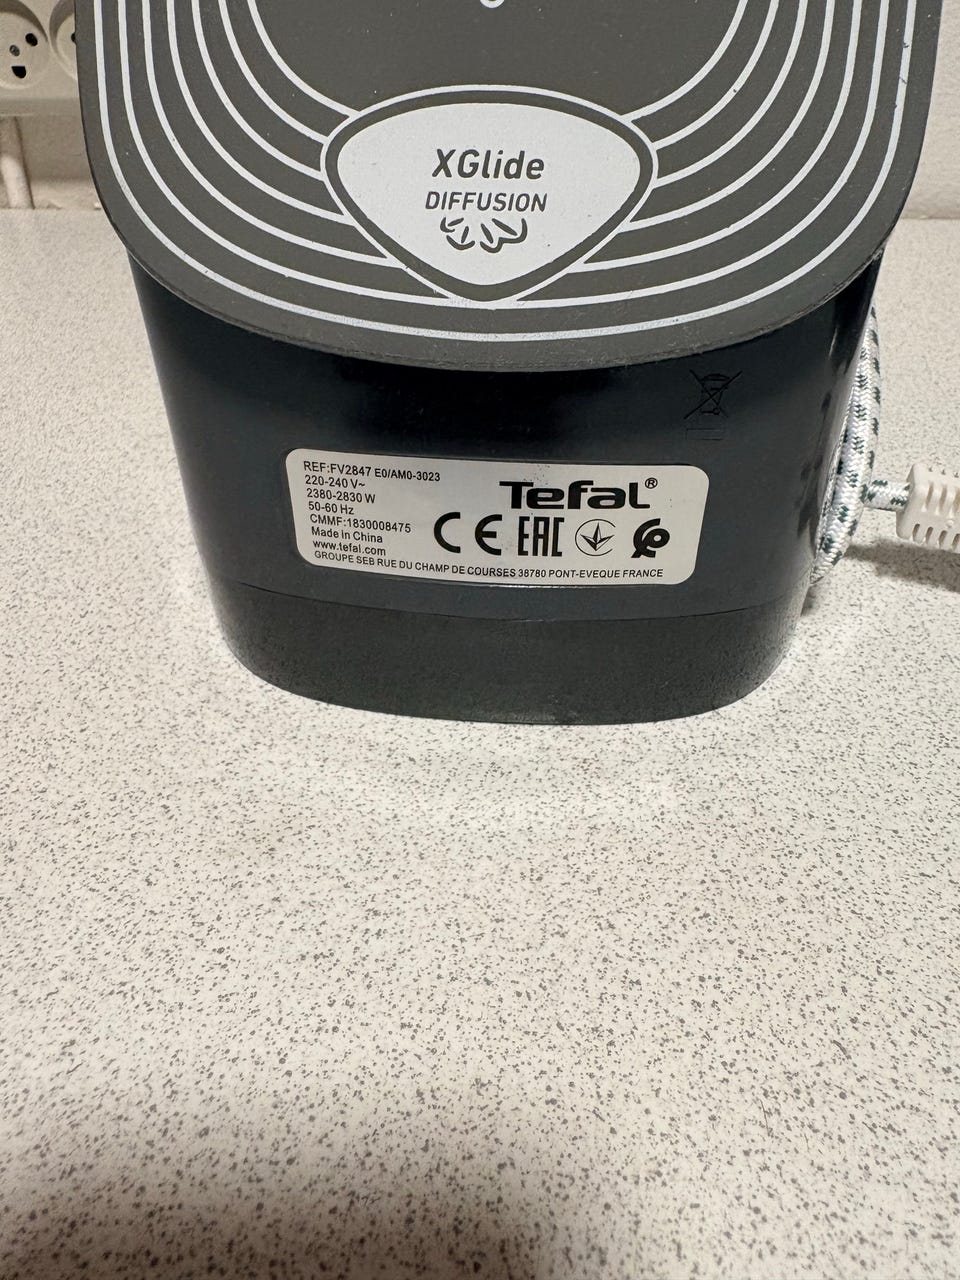 XGlide
DIFFUSION
REF:FV2847 E0/AM0-3023
220-240 V~
2380-2830 W
50-60 Hz
CMMF:1830008475
Made in China
www.tefal.com
GROUPE SEB RUE DU CHAMP DE COURSES 38780 PONT-EVEQUE FRANCE
Tefal®
CE EAC